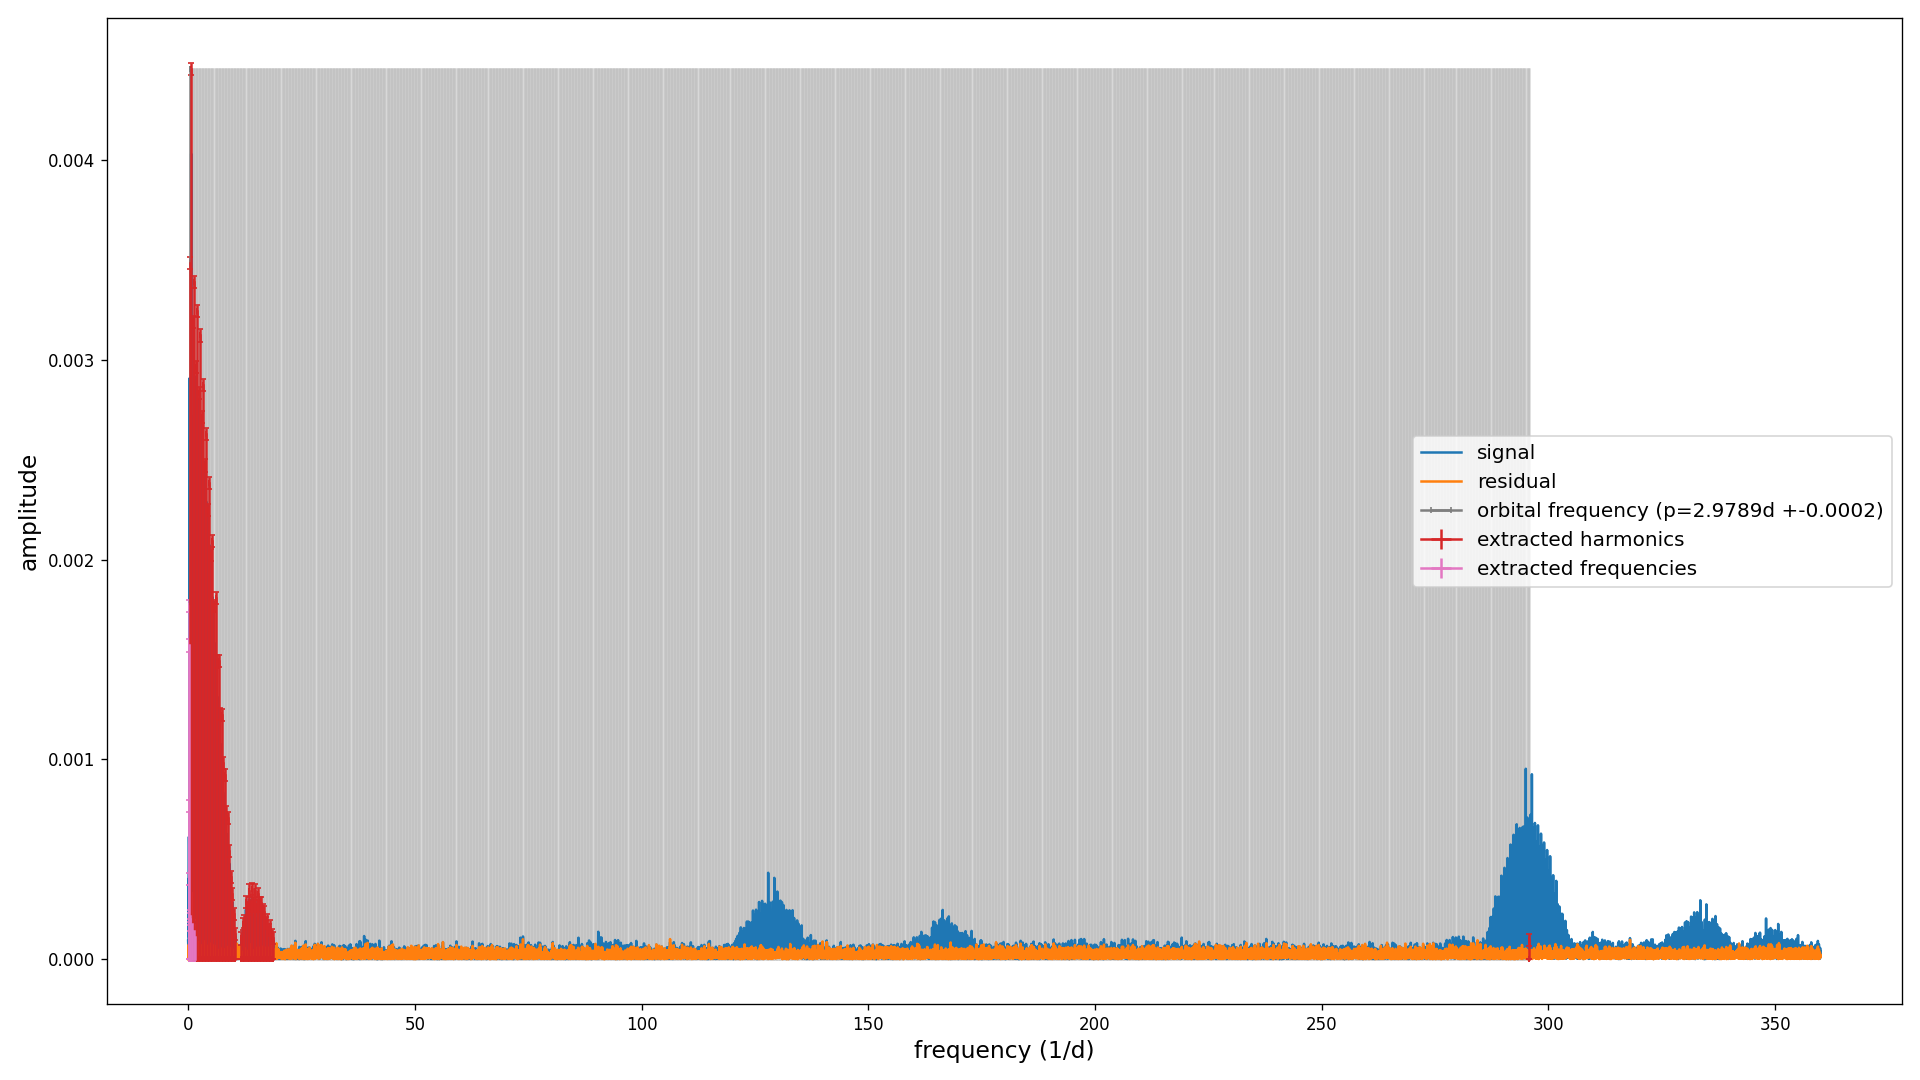 amplitude
0.004
0.003
0.002
0.001
0.000
signal
residual
orbital frequency (p=2.9789d +-0.0002)
extracted harmonics
extracted frequencies
0 50 100 150 200 250 300 350
frequency (1/d)